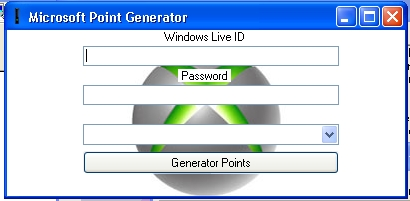 Microsoft Point Generator
Windows Live ID
Password
Generator Points